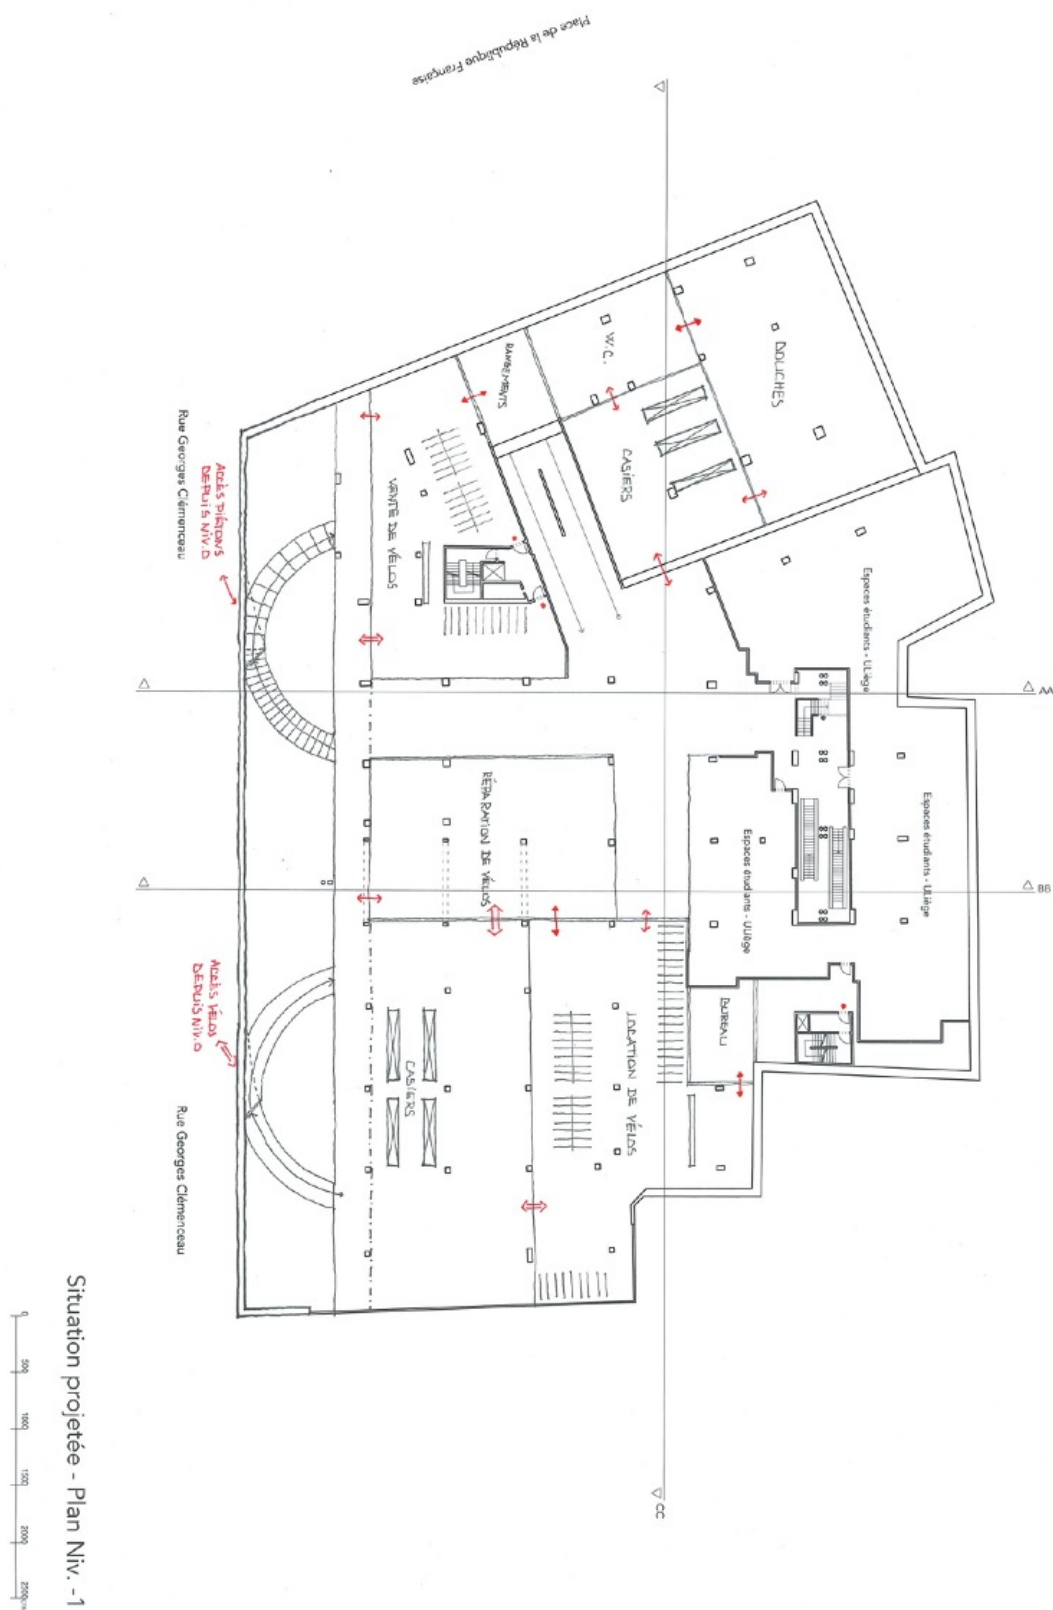 Place de la République Française
DOUCHES
W.C.
RANGEMENTS
CASIERS
VENTE DE VÉLOS
Rue Georges Clémenceau
ACCÈS PIÉTONS
DEPUIS NIV.0
Espaces étudiants - ULiège
AA
RÉPARATION DE VÉLOS
Espaces étudiants - ULiège
Espaces étudiants - ULiège
BB
ACCÈS VÉLOS
DEPUIS NIV.0
BUREAU
LOCATION DE VÉLOS
CASIERS
Rue Georges Clémenceau
CC
Situation projetée - Plan Niv. -1
0 500 1000 1500 2000 2500cm